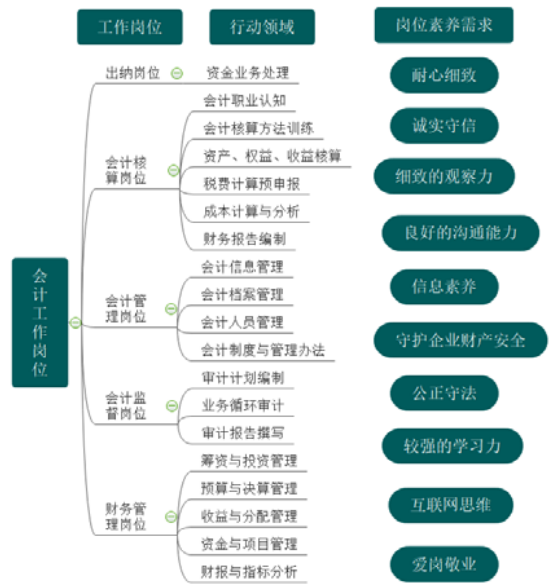 工作岗位
行动领域
岗位素养需求
会计工作岗位
出纳岗位
资金业务处理
会计核
算岗位
会计职业认知
会计核算方法训练
资产、权益、收益核算
税费计算预申报
成本计算与分析
财务报告编制
会计管
理岗位
会计信息管理
会计档案管理
会计人员管理
会计制度与管理办法
会计监
督岗位
审计计划编制
业务循环审计
审计报告撰写
财务管
理岗位
筹资与投资管理
预算与决算管理
收益与分配管理
资金与项目管理
财报与指标分析
耐心细致
诚实守信
细致的观察力
良好的沟通能力
信息素养
守护企业财产安全
公正守法
较强的学习力
互联网思维
爱岗敬业